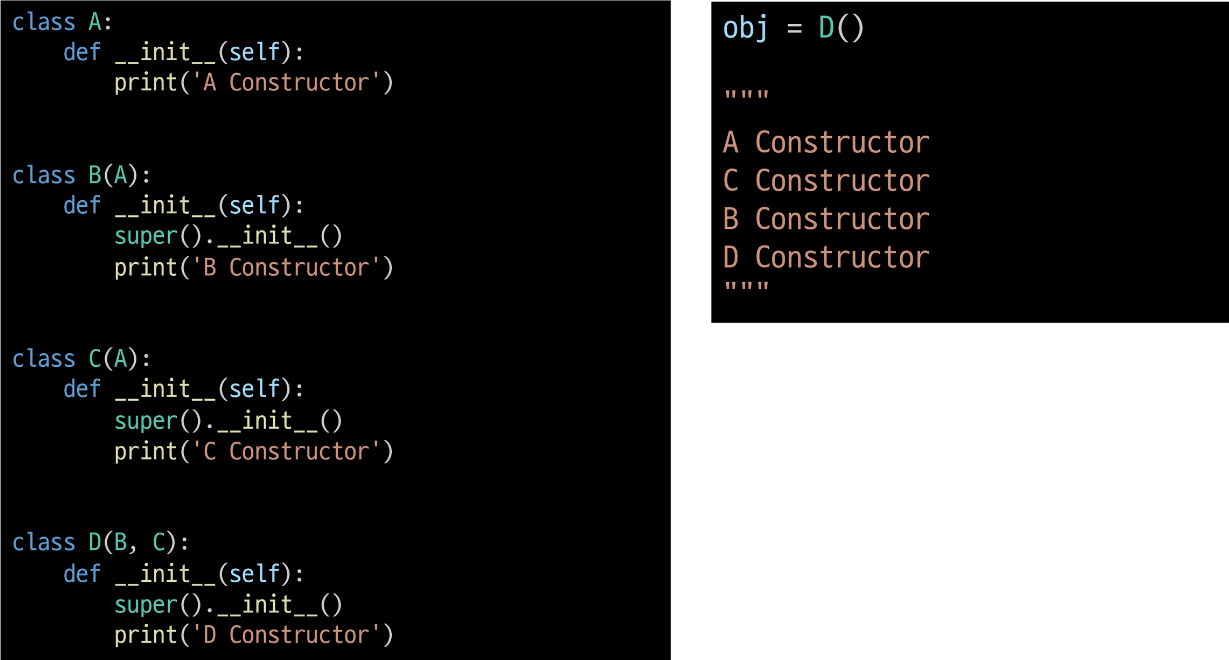 class A:
    def __init__(self):
        print('A Constructor')
class B(A):
    def __init__(self):
        super().__init__()
        print('B Constructor')
class C(A):
    def __init__(self):
        super().__init__()
        print('C Constructor')
class D(B, C):
    def __init__(self):
        super().__init__()
        print('D Constructor')
obj = D()
"""
A Constructor
C Constructor
B Constructor
D Constructor
"""